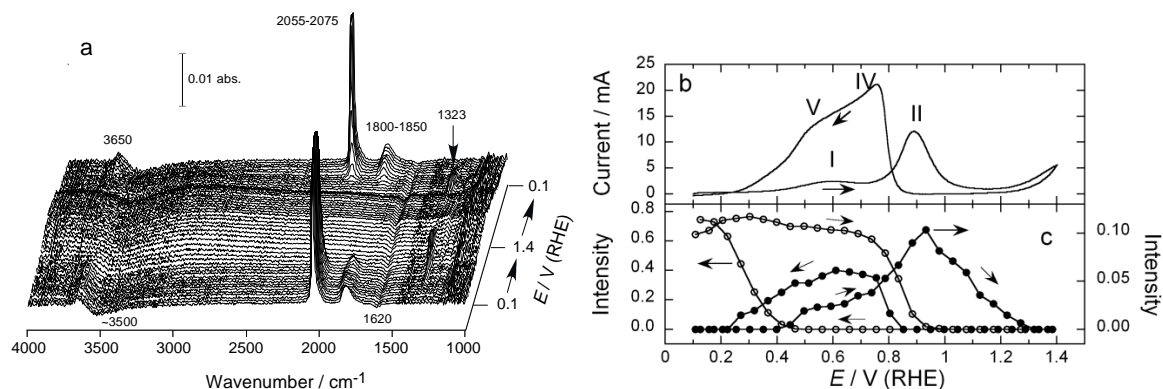 a
2055-2075
0.01 abs.
3650
1800-1850
1323
0.1
1.4
0.1
E / V (RHE)
~3500
1620
4000 3500 3000 2500 2000 1500 1000
Wavenumber / cm-1
b
25
20
15
10
5
0
Current / mA
I
II
IV
V
c
0.8
0.6
0.4
0.2
0.0
Intensity
0.10
0.05
0.00
Intensity
0 0.2 0.4 0.6 0.8 1 1.2 1.4
E / V (RHE)